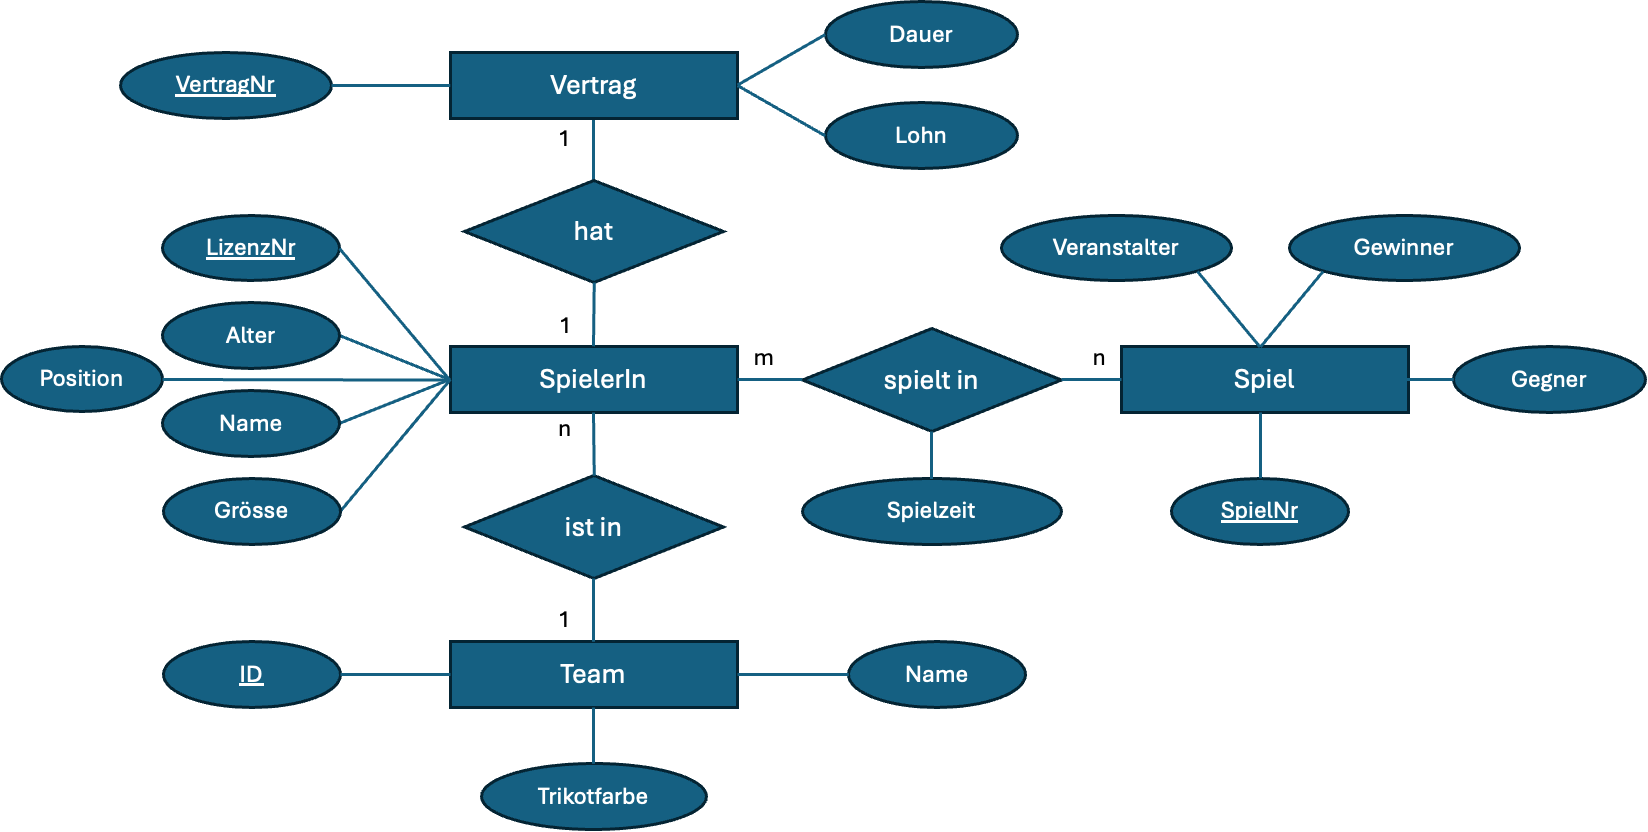 Dauer
VertragNr
Vertrag
Lohn
1
hat
LizenzNr
Veranstalter
Gewinner
1
Alter
m
n
Position
SpielerIn
spielt in
Spiel
Gegner
Name
n
Grösse
Spielzeit
SpielNr
ist in
1
ID
Team
Name
Trikotfarbe